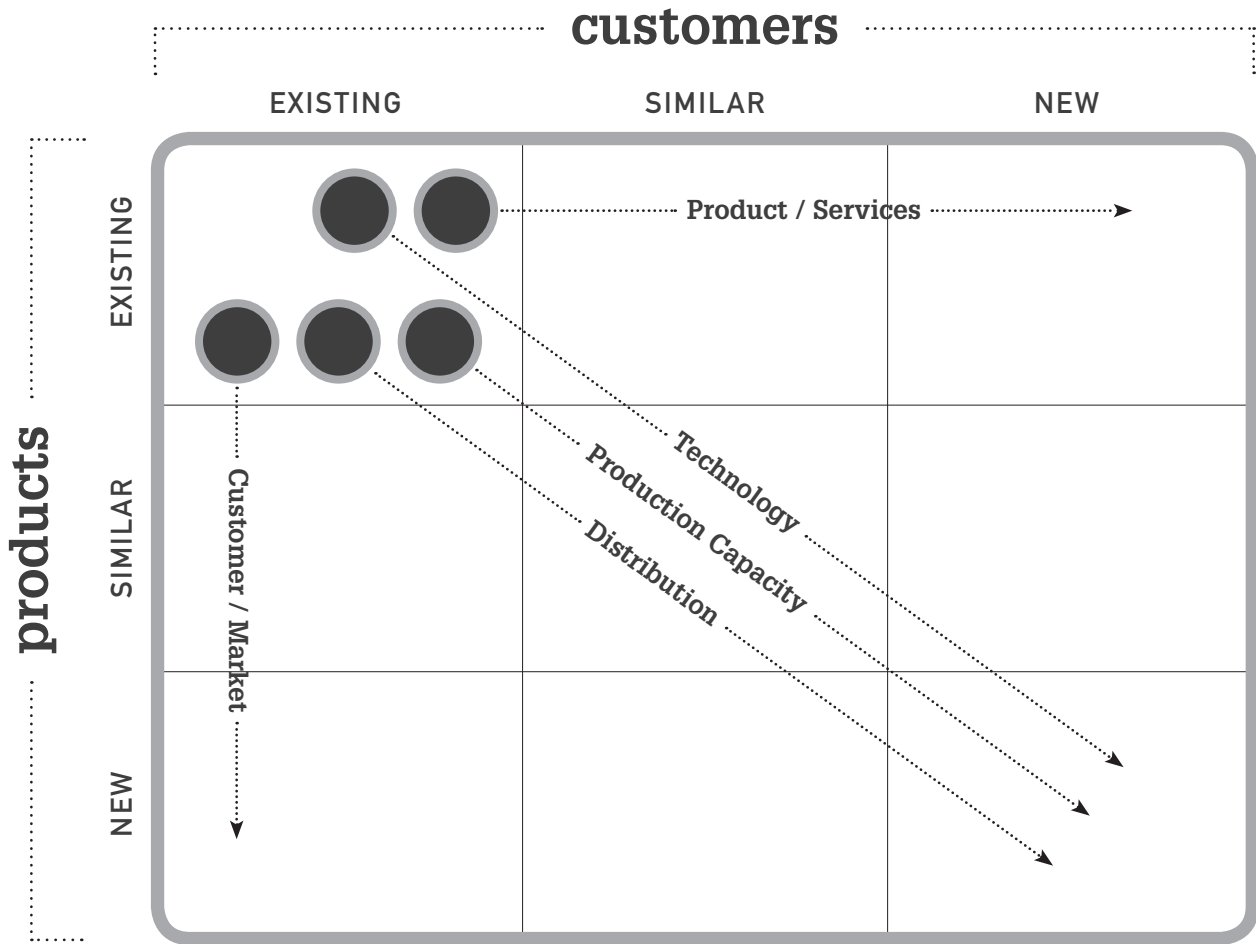 customers
EXISTING
SIMILAR
NEW
products
EXISTING
SIMILAR
NEW
Product / Services
Technology
Production Capacity
Distribution
Customer / Market